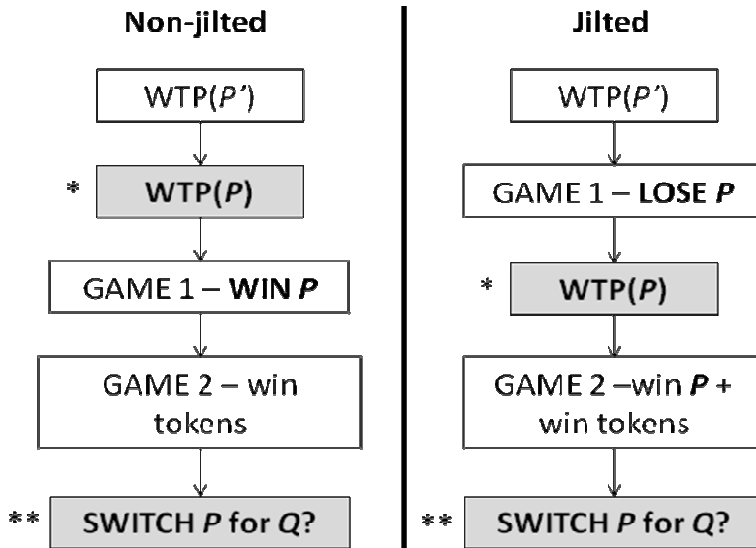 Non-jilted
WTP(P’)
* WTP(P)
GAME 1 – WIN P
GAME 2 – win
tokens
** SWITCH P for Q?
Jilted
WTP(P’)
GAME 1 – LOSE P
* WTP(P)
GAME 2 –win P +
win tokens
** SWITCH P for Q?